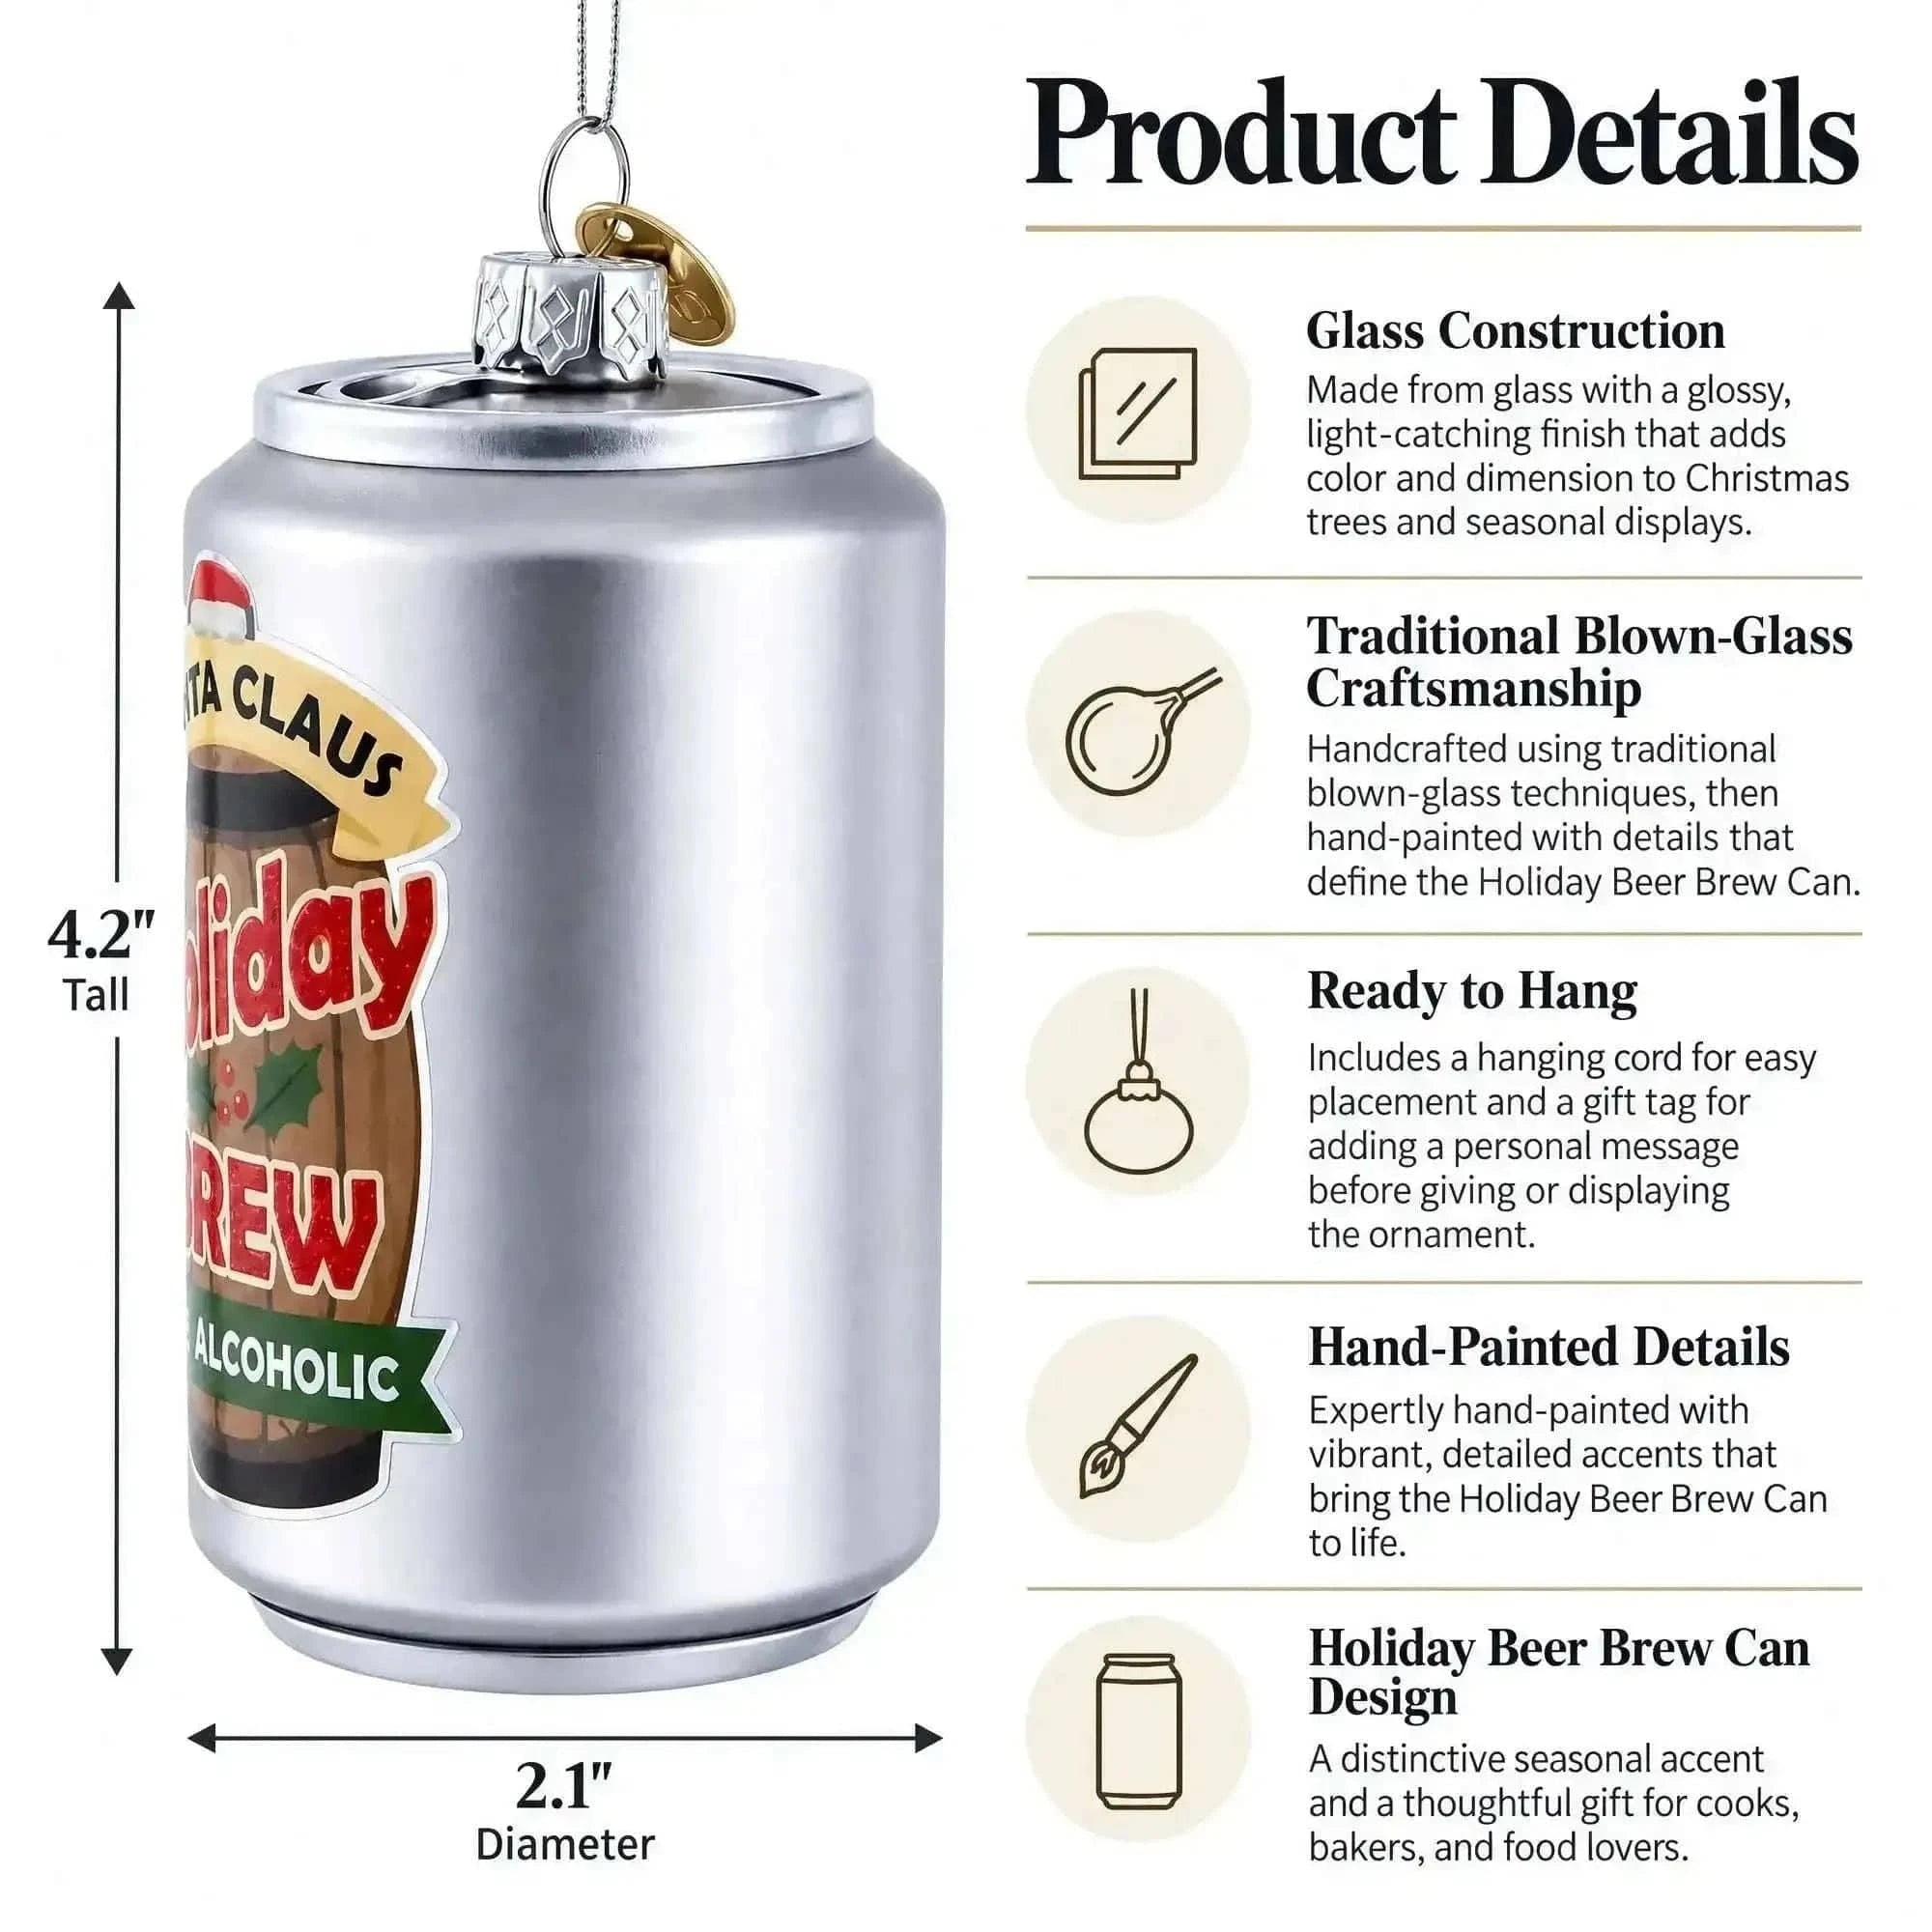 Product Details
Glass Construction
Made from glass with a glossy,
light-catching finish that adds
color and dimension to Christmas
trees and seasonal displays.
Traditional Blown-Glass
Craftsmanship
Handcrafted using traditional
blown-glass techniques, then
hand-painted with details that
define the Holiday Beer Brew Can.
Ready to Hang
Includes a hanging cord for easy
placement and a gift tag for
adding a personal message
before giving or displaying
the ornament.
Hand-Painted Details
Expertly hand-painted with
vibrant, detailed accents that
bring the Holiday Beer Brew Can
to life.
Holiday Beer Brew Can
Design
A distinctive seasonal accent
and a thoughtful gift for cooks,
bakers, and food lovers.
4.2"
Tall
2.1"
Diameter
TA CLAUS
oliday
REW
ALCOHOLIC